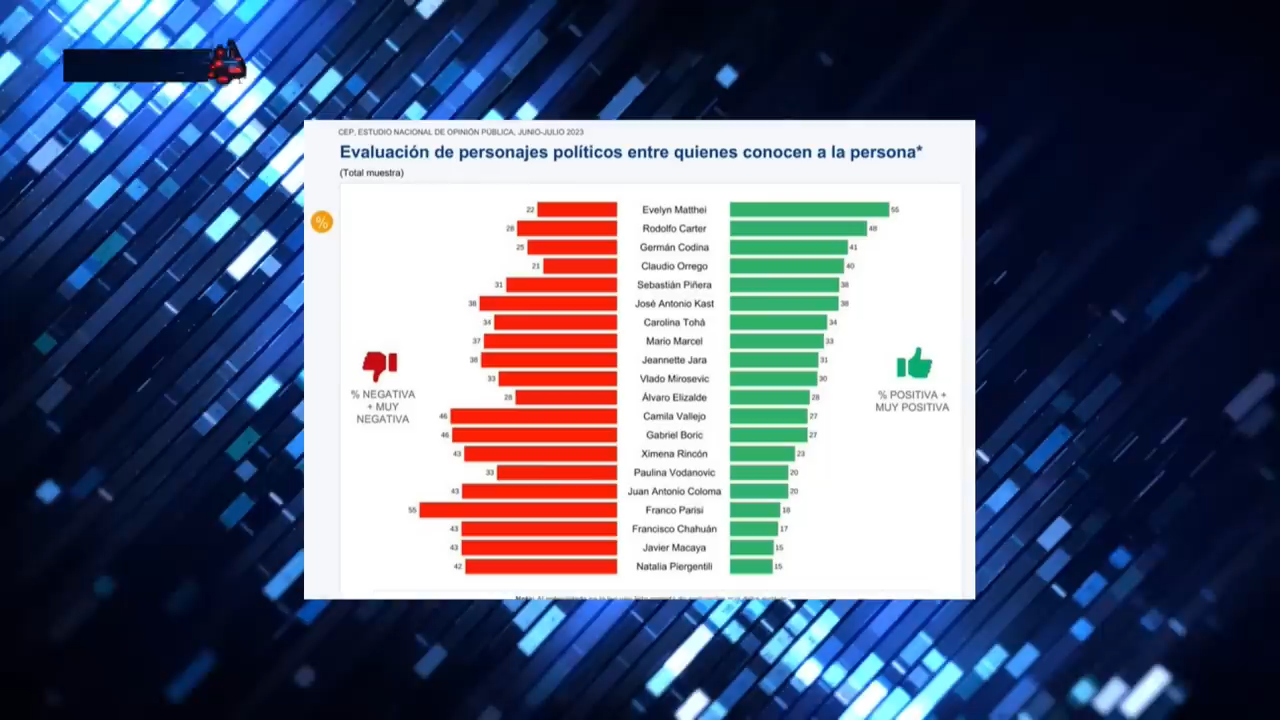 CEP, ESTUDIO NACIONAL DE OPINIÓN PÚBLICA, JUNIO-JULIO 2023
Evaluación de personajes políticos entre quienes conocen a la persona*
(Total muestra)
%
22 Evelyn Matthei 55
28 Rodolfo Carter 48
25 Germán Codina 41
21 Claudio Orrego 40
31 Sebastián Piñera 38
38 José Antonio Kast 38
34 Carolina Tohá 34
37 Mario Marcel 33
38 Jeannette Jara 31
33 Vlado Mirosevic 30
28 Álvaro Elizalde 28
46 Camila Vallejo 27
46 Gabriel Boric 27
43 Ximena Rincón 23
33 Paulina Vodanovic 20
43 Juan Antonio Coloma 20
55 Franco Parisi 18
43 Francisco Chahuán 17
43 Javier Macaya 15
42 Natalia Piergentili 15
% NEGATIVA
+ MUY
NEGATIVA
% POSITIVA +
MUY POSITIVA